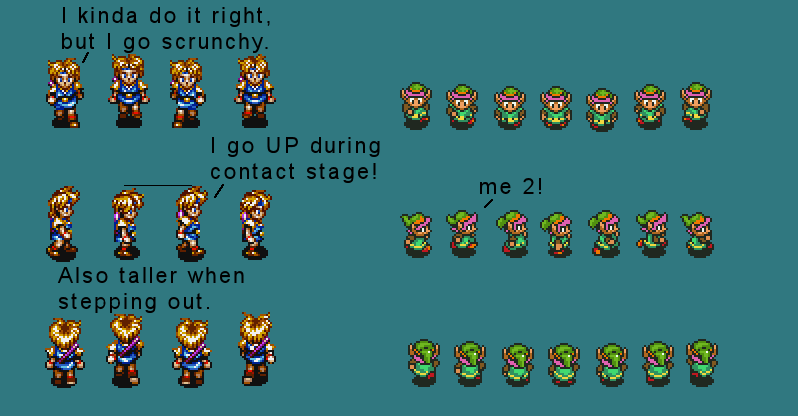 I kinda do it right,
but I go scrunchy.
I go UP during
contact stage!
me 2!
Also taller when
stepping out.